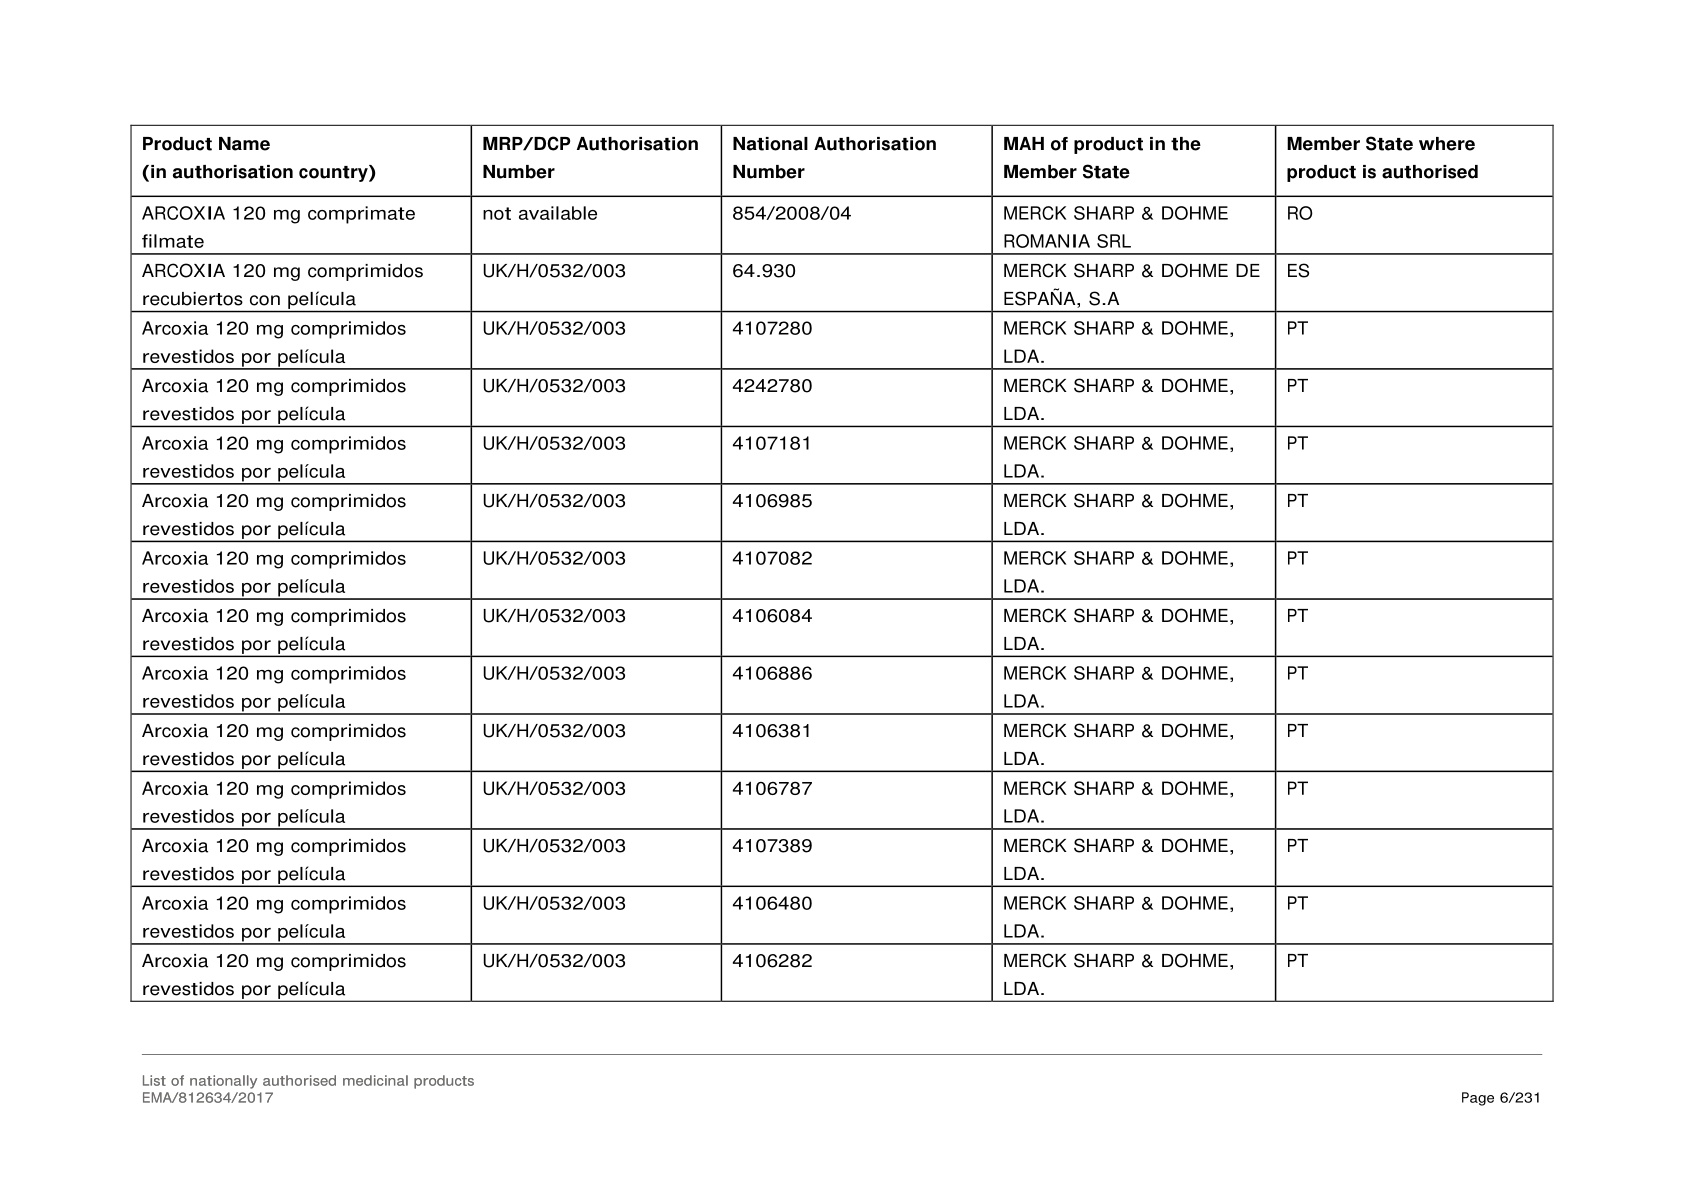 Product Name
(in authorisation country)
MRP/DCP Authorisation
Number
National Authorisation
Number
MAH of product in the
Member State
Member State where
product is authorised
ARCOXIA 120 mg comprimate
filmate
not available
854/2008/04
MERCK SHARP & DOHME
ROMANIA SRL
RO
ARCOXIA 120 mg comprimidos
recubiertos con película
UK/H/0532/003
64.930
MERCK SHARP & DOHME DE
ESPAÑA, S.A
ES
Arcoxia 120 mg comprimidos
revestidos por película
UK/H/0532/003
4107280
MERCK SHARP & DOHME,
LDA.
PT
Arcoxia 120 mg comprimidos
revestidos por película
UK/H/0532/003
4242780
MERCK SHARP & DOHME,
LDA.
PT
Arcoxia 120 mg comprimidos
revestidos por película
UK/H/0532/003
4107181
MERCK SHARP & DOHME,
LDA.
PT
Arcoxia 120 mg comprimidos
revestidos por película
UK/H/0532/003
4106985
MERCK SHARP & DOHME,
LDA.
PT
Arcoxia 120 mg comprimidos
revestidos por película
UK/H/0532/003
4107082
MERCK SHARP & DOHME,
LDA.
PT
Arcoxia 120 mg comprimidos
revestidos por película
UK/H/0532/003
4106084
MERCK SHARP & DOHME,
LDA.
PT
Arcoxia 120 mg comprimidos
revestidos por película
UK/H/0532/003
4106886
MERCK SHARP & DOHME,
LDA.
PT
Arcoxia 120 mg comprimidos
revestidos por película
UK/H/0532/003
4106381
MERCK SHARP & DOHME,
LDA.
PT
Arcoxia 120 mg comprimidos
revestidos por película
UK/H/0532/003
4106787
MERCK SHARP & DOHME,
LDA.
PT
Arcoxia 120 mg comprimidos
revestidos por película
UK/H/0532/003
4107389
MERCK SHARP & DOHME,
LDA.
PT
Arcoxia 120 mg comprimidos
revestidos por película
UK/H/0532/003
4106480
MERCK SHARP & DOHME,
LDA.
PT
Arcoxia 120 mg comprimidos
revestidos por película
UK/H/0532/003
4106282
MERCK SHARP & DOHME,
LDA.
PT
List of nationally authorised medicinal products
EMA/812634/2017
Page 6/231